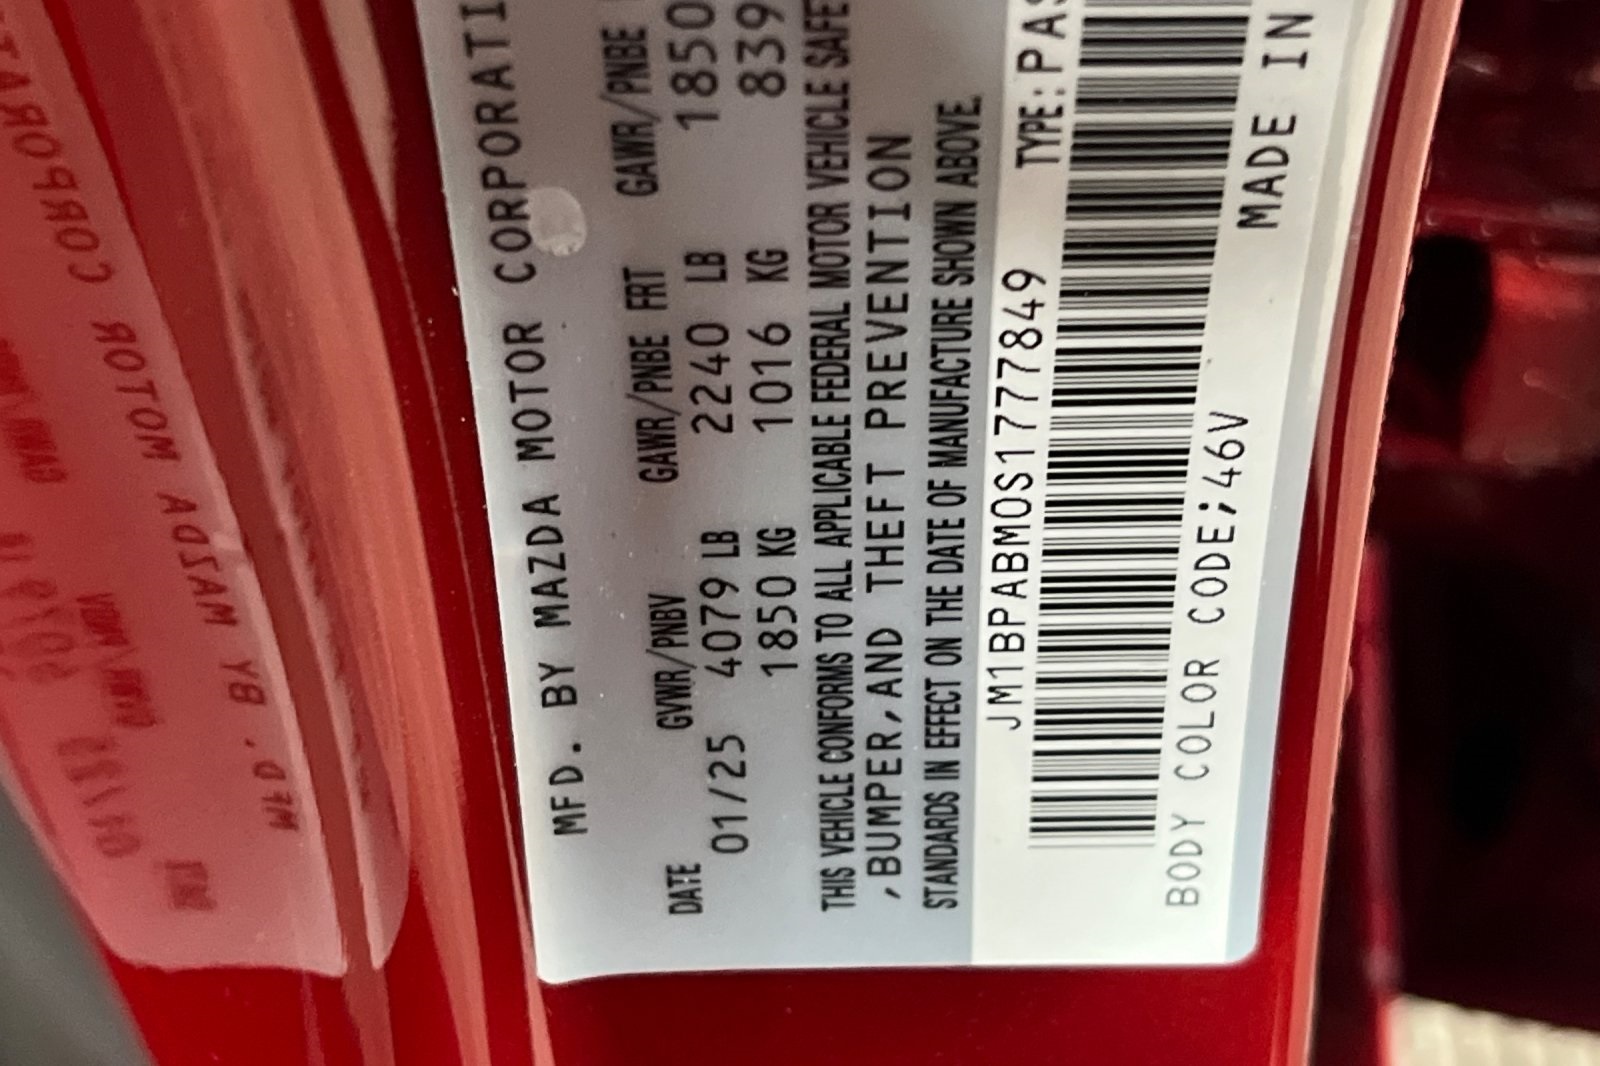 MFD. BY MAZDA MOTOR CORPORATI
DATE GVWR/PNBV GAWR/PNBE FRT GAWR/PNBE
01/25 4079 LB 2240 LB 1850
1850 KG 1016 KG 839
THIS VEHICLE CONFORMS TO ALL APPLICABLE FEDERAL MOTOR VEHICLE SAFE
,BUMPER,AND THEFT PREVENTION
STANDARDS IN EFFECT ON THE DATE OF MANUFACTURE SHOWN ABOVE.
JM1BPABM0S1777849 TYPE:PAS
BODY COLOR CODE;46V MADE IN